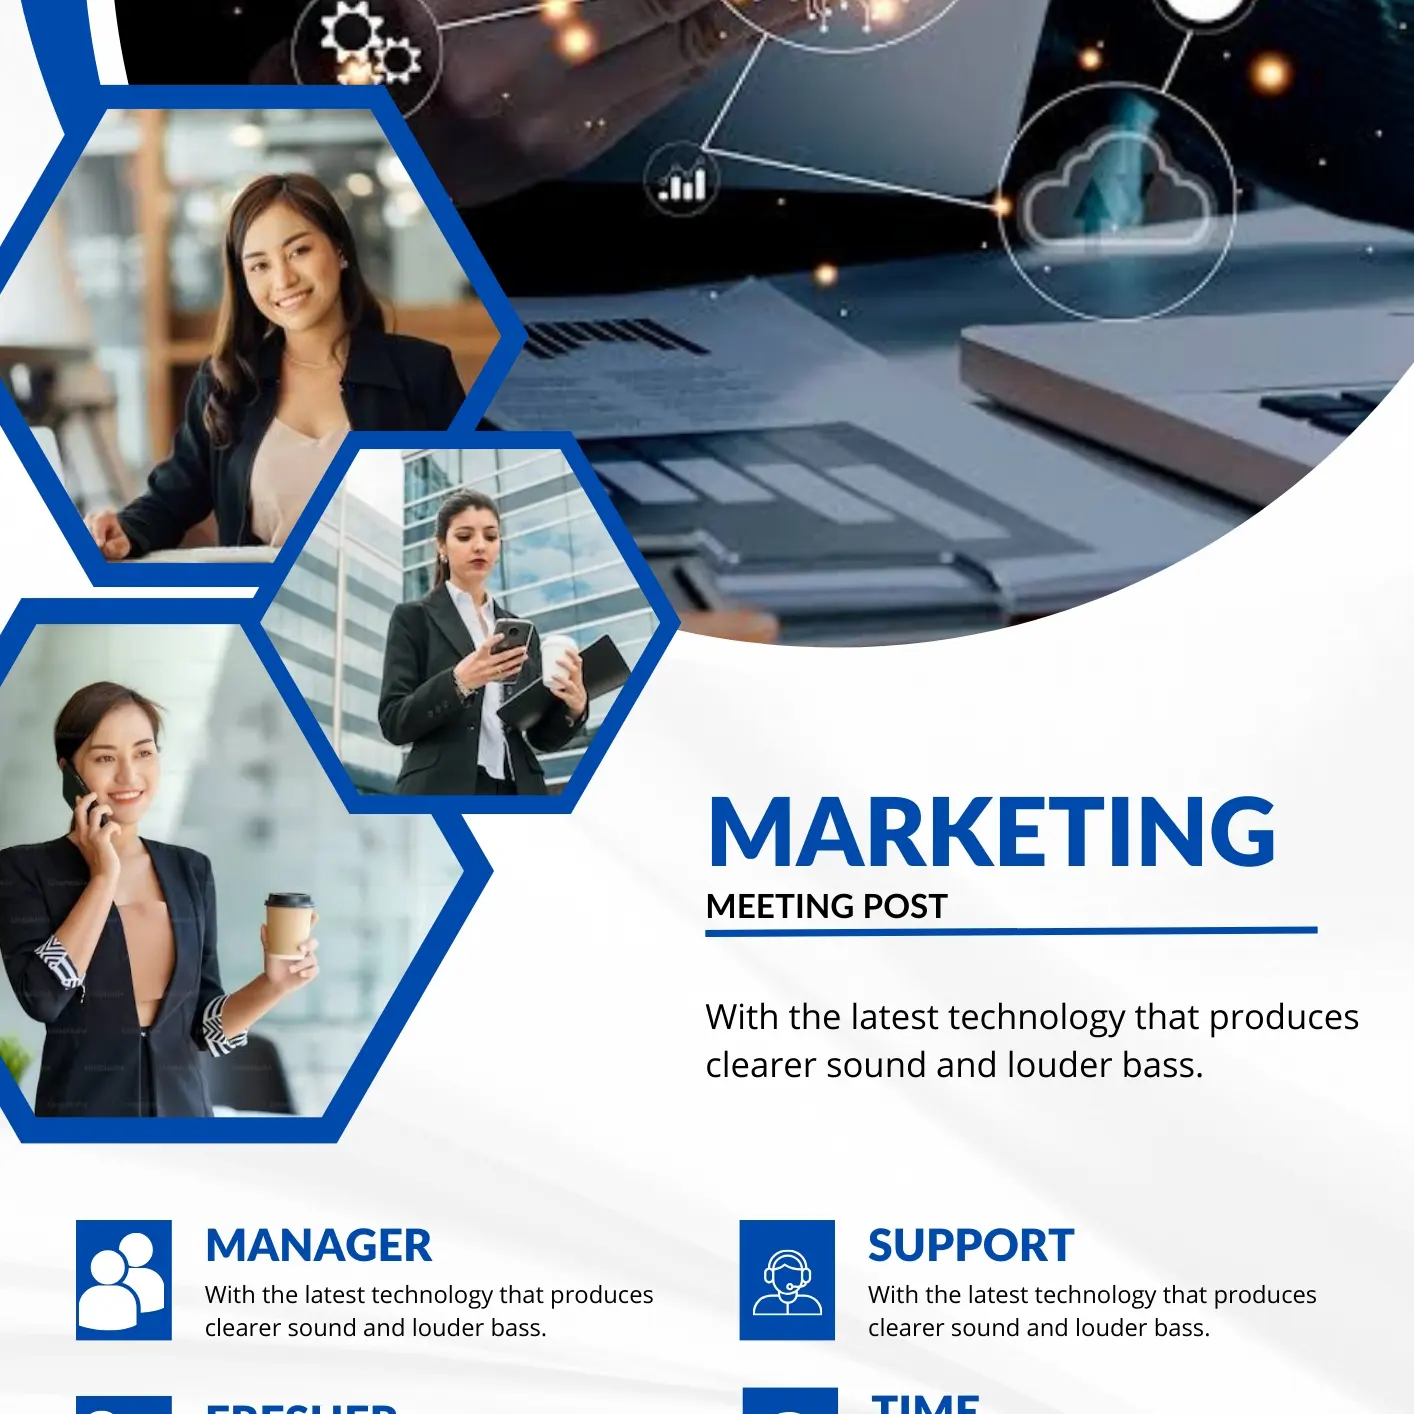 MARKETING
MEETING POST
With the latest technology that produces
clearer sound and louder bass.
MANAGER
With the latest technology that produces
clearer sound and louder bass.
SUPPORT
With the latest technology that produces
clearer sound and louder bass.
FRESHER
TIME